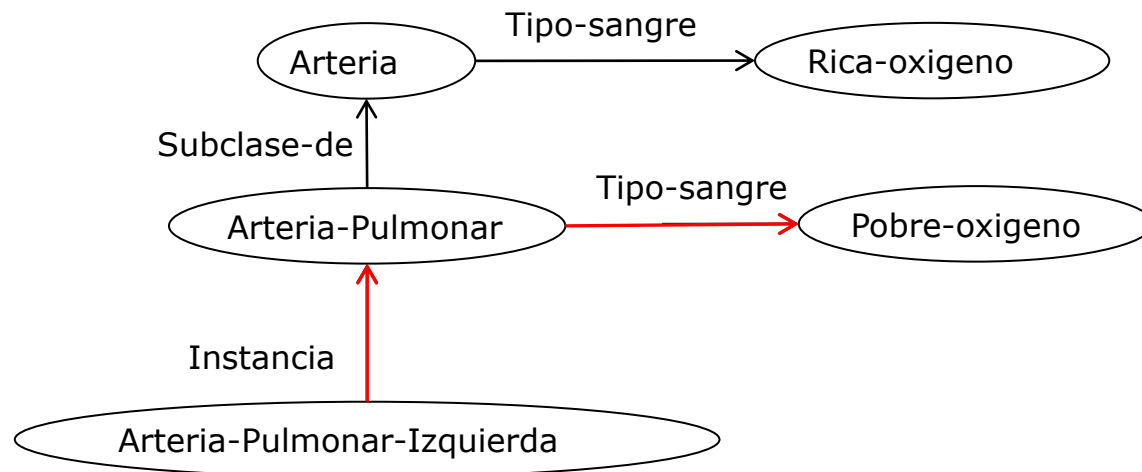 Tipo-sangre
Arteria
Rica-oxigeno
Subclase-de
Tipo-sangre
Arteria-Pulmonar
Pobre-oxigeno
Instancia
Arteria-Pulmonar-Izquierda